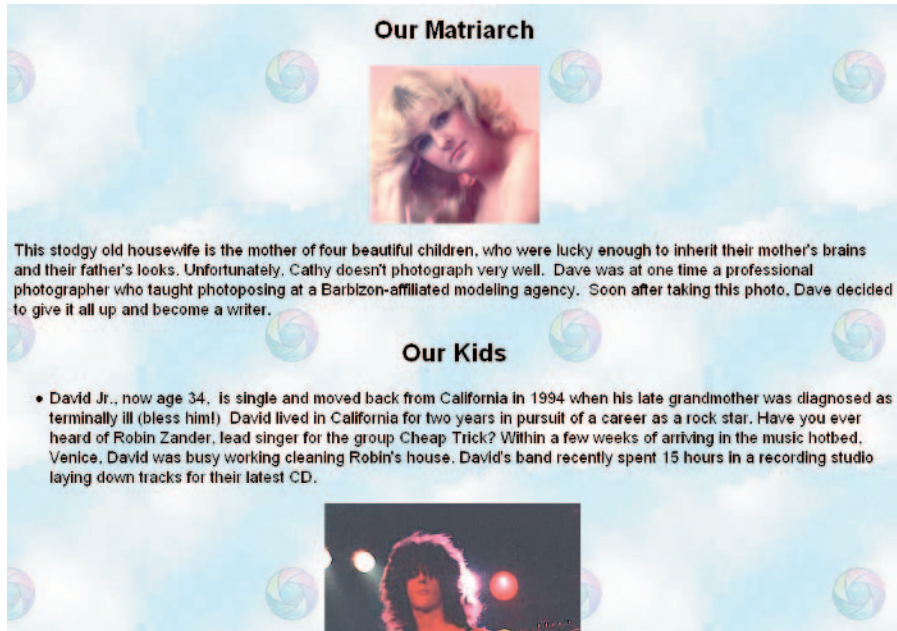 Our Matriarch
This stodgy old housewife is the mother of four beautiful children, who were lucky enough to inherit their mother's brains
and their father's looks. Unfortunately, Cathy doesn't photograph very well.  Dave was at one time a professional
photographer who taught photoposing at a Barbizon-affiliated modeling agency.  Soon after taking this photo, Dave decided
to give it all up and become a writer.
Our Kids
• David Jr., now age 34,  is single and moved back from California in 1994 when his late grandmother was diagnosed as
terminally ill (bless him!)  David lived in California for two years in pursuit of a career as a rock star. Have you ever
heard of Robin Zander, lead singer for the group Cheap Trick? Within a few weeks of arriving in the music hotbed,
Venice, David was busy working cleaning Robin's house. David's band recently spent 15 hours in a recording studio
laying down tracks for their latest CD.